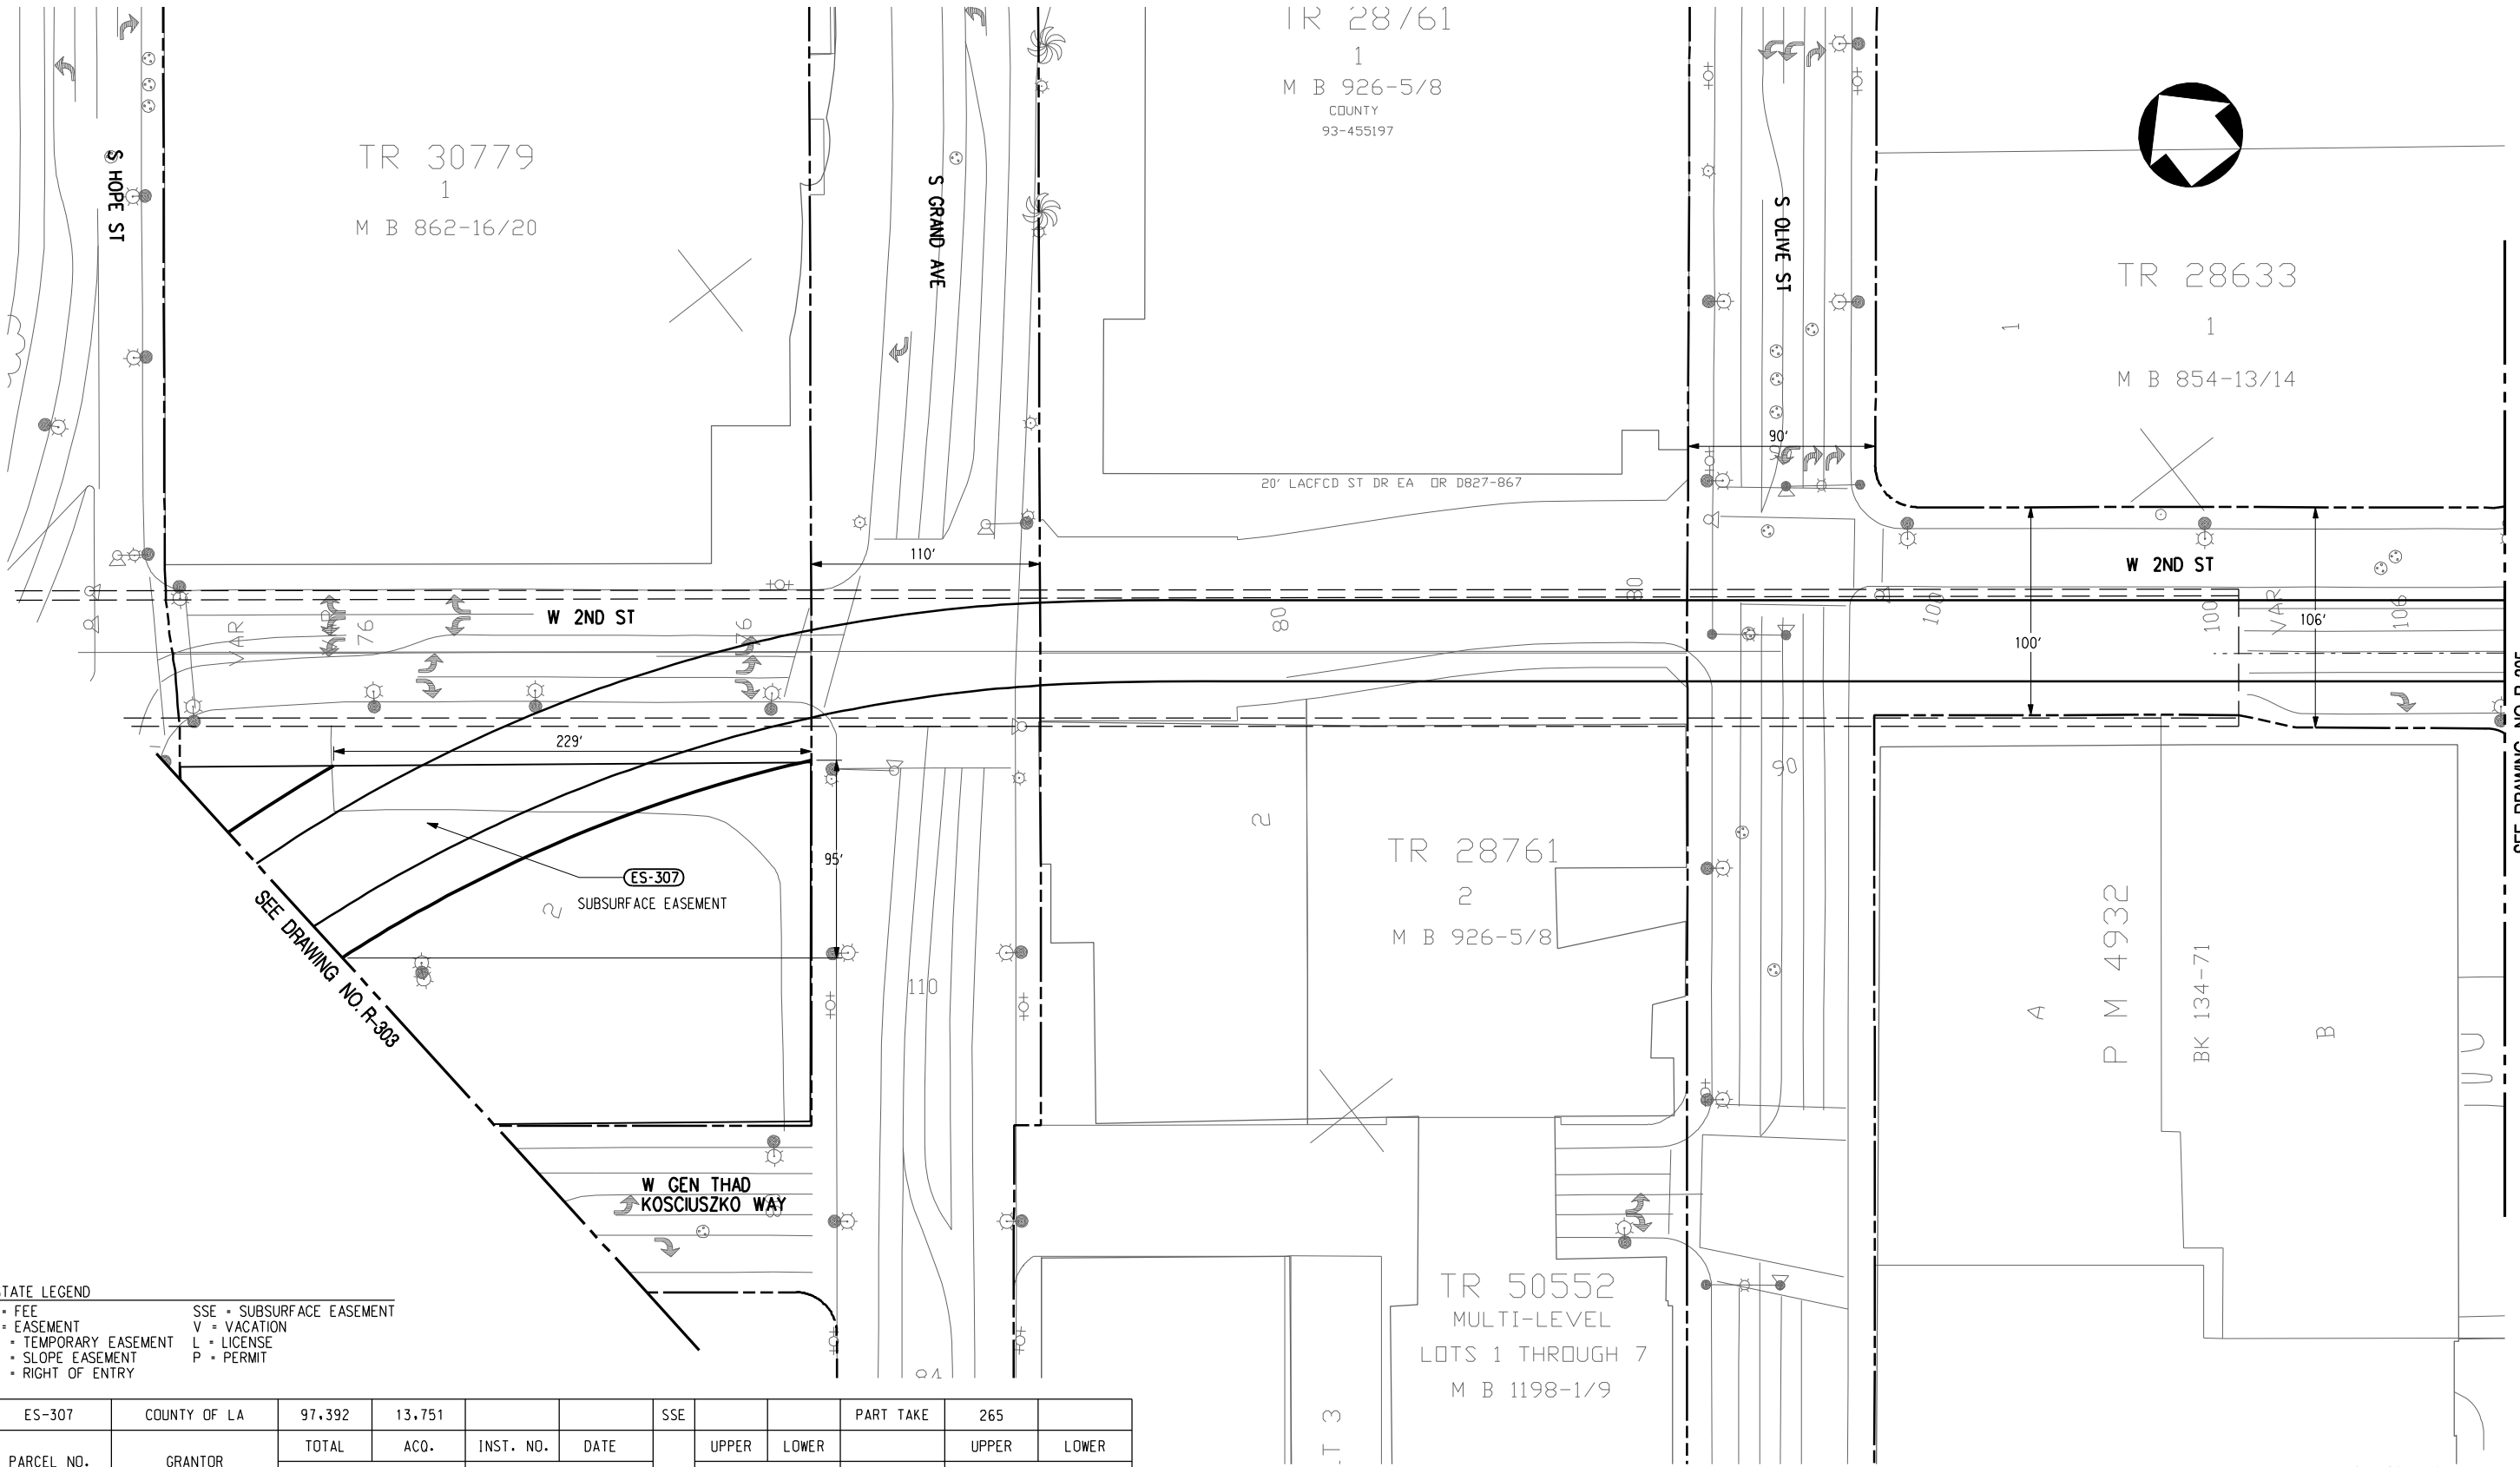 TR 28761
1
M B 926-5/8
COUNTY
93-455197
S HOPE ST
TR 30779
1
M B 862-16/20
S GRAND AVE
S OLIVE ST
TR 28633
1
1
M B 854-13/14
90'
90
20' LACFCD ST DR EA OR D827-867
110'
W 2ND ST
W 2ND ST
VAR
76
76
80
80
100
100
VAR
106
100'
106'
229'
95'
ES-307
SUBSURFACE EASEMENT
2
SEE DRAWING NO. R-303
2
TR 28761
2
M B 926-5/8
90
110
A
P M 4932
BK 134-71
B
W GEN THAD
KOSCIUSZKO WAY
TR 50552
MULTI-LEVEL
LOTS 1 THROUGH 7
M B 1198-1/9
94
TATE LEGEND
= FEE
= EASEMENT
= TEMPORARY EASEMENT
= SLOPE EASEMENT
= RIGHT OF ENTRY
SSE = SUBSURFACE EASEMENT
V = VACATION
L = LICENSE
P = PERMIT
ES-307 COUNTY OF LA 97,392 13,751 SSE PART TAKE 265
PARCEL NO. GRANTOR TOTAL ACQ. INST. NO. DATE UPPER LOWER UPPER LOWER